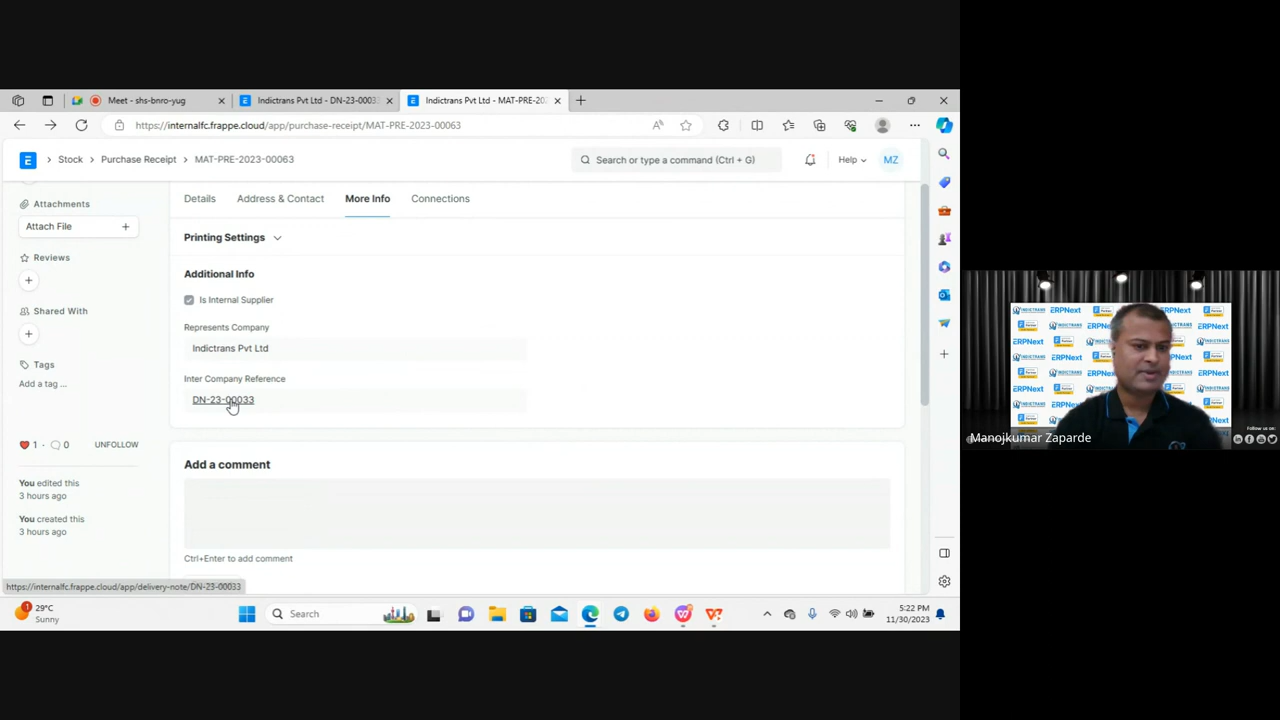 Meet - shs-bnro-yug
Indictrans Pvt Ltd - DN-23-0003
Indictrans Pvt Ltd - MAT-PRE-202
https://internalfc.frappe.cloud/app/purchase-receipt/MAT-PRE-2023-00063
E
Stock
Purchase Receipt
MAT-PRE-2023-00063
Search or type a command (Ctrl + G)
Help
MZ
Attachments
Attach File
Reviews
Shared With
Tags
Add a tag ...
1 · 0
UNFOLLOW
You edited this
3 hours ago
You created this
3 hours ago
Details
Address & Contact
More Info
Connections
Printing Settings
Additional Info
Is Internal Supplier
Represents Company
Indictrans Pvt Ltd
Inter Company Reference
DN-23-00033
Add a comment
Ctrl+Enter to add comment
https://internalfc.frappe.cloud/app/delivery-note/DN-23-00033
29°C
Sunny
Search
5:22 PM
11/30/2023
INDICTRANS
ERPNext
Manojkumar Zaparde
Follow us on: